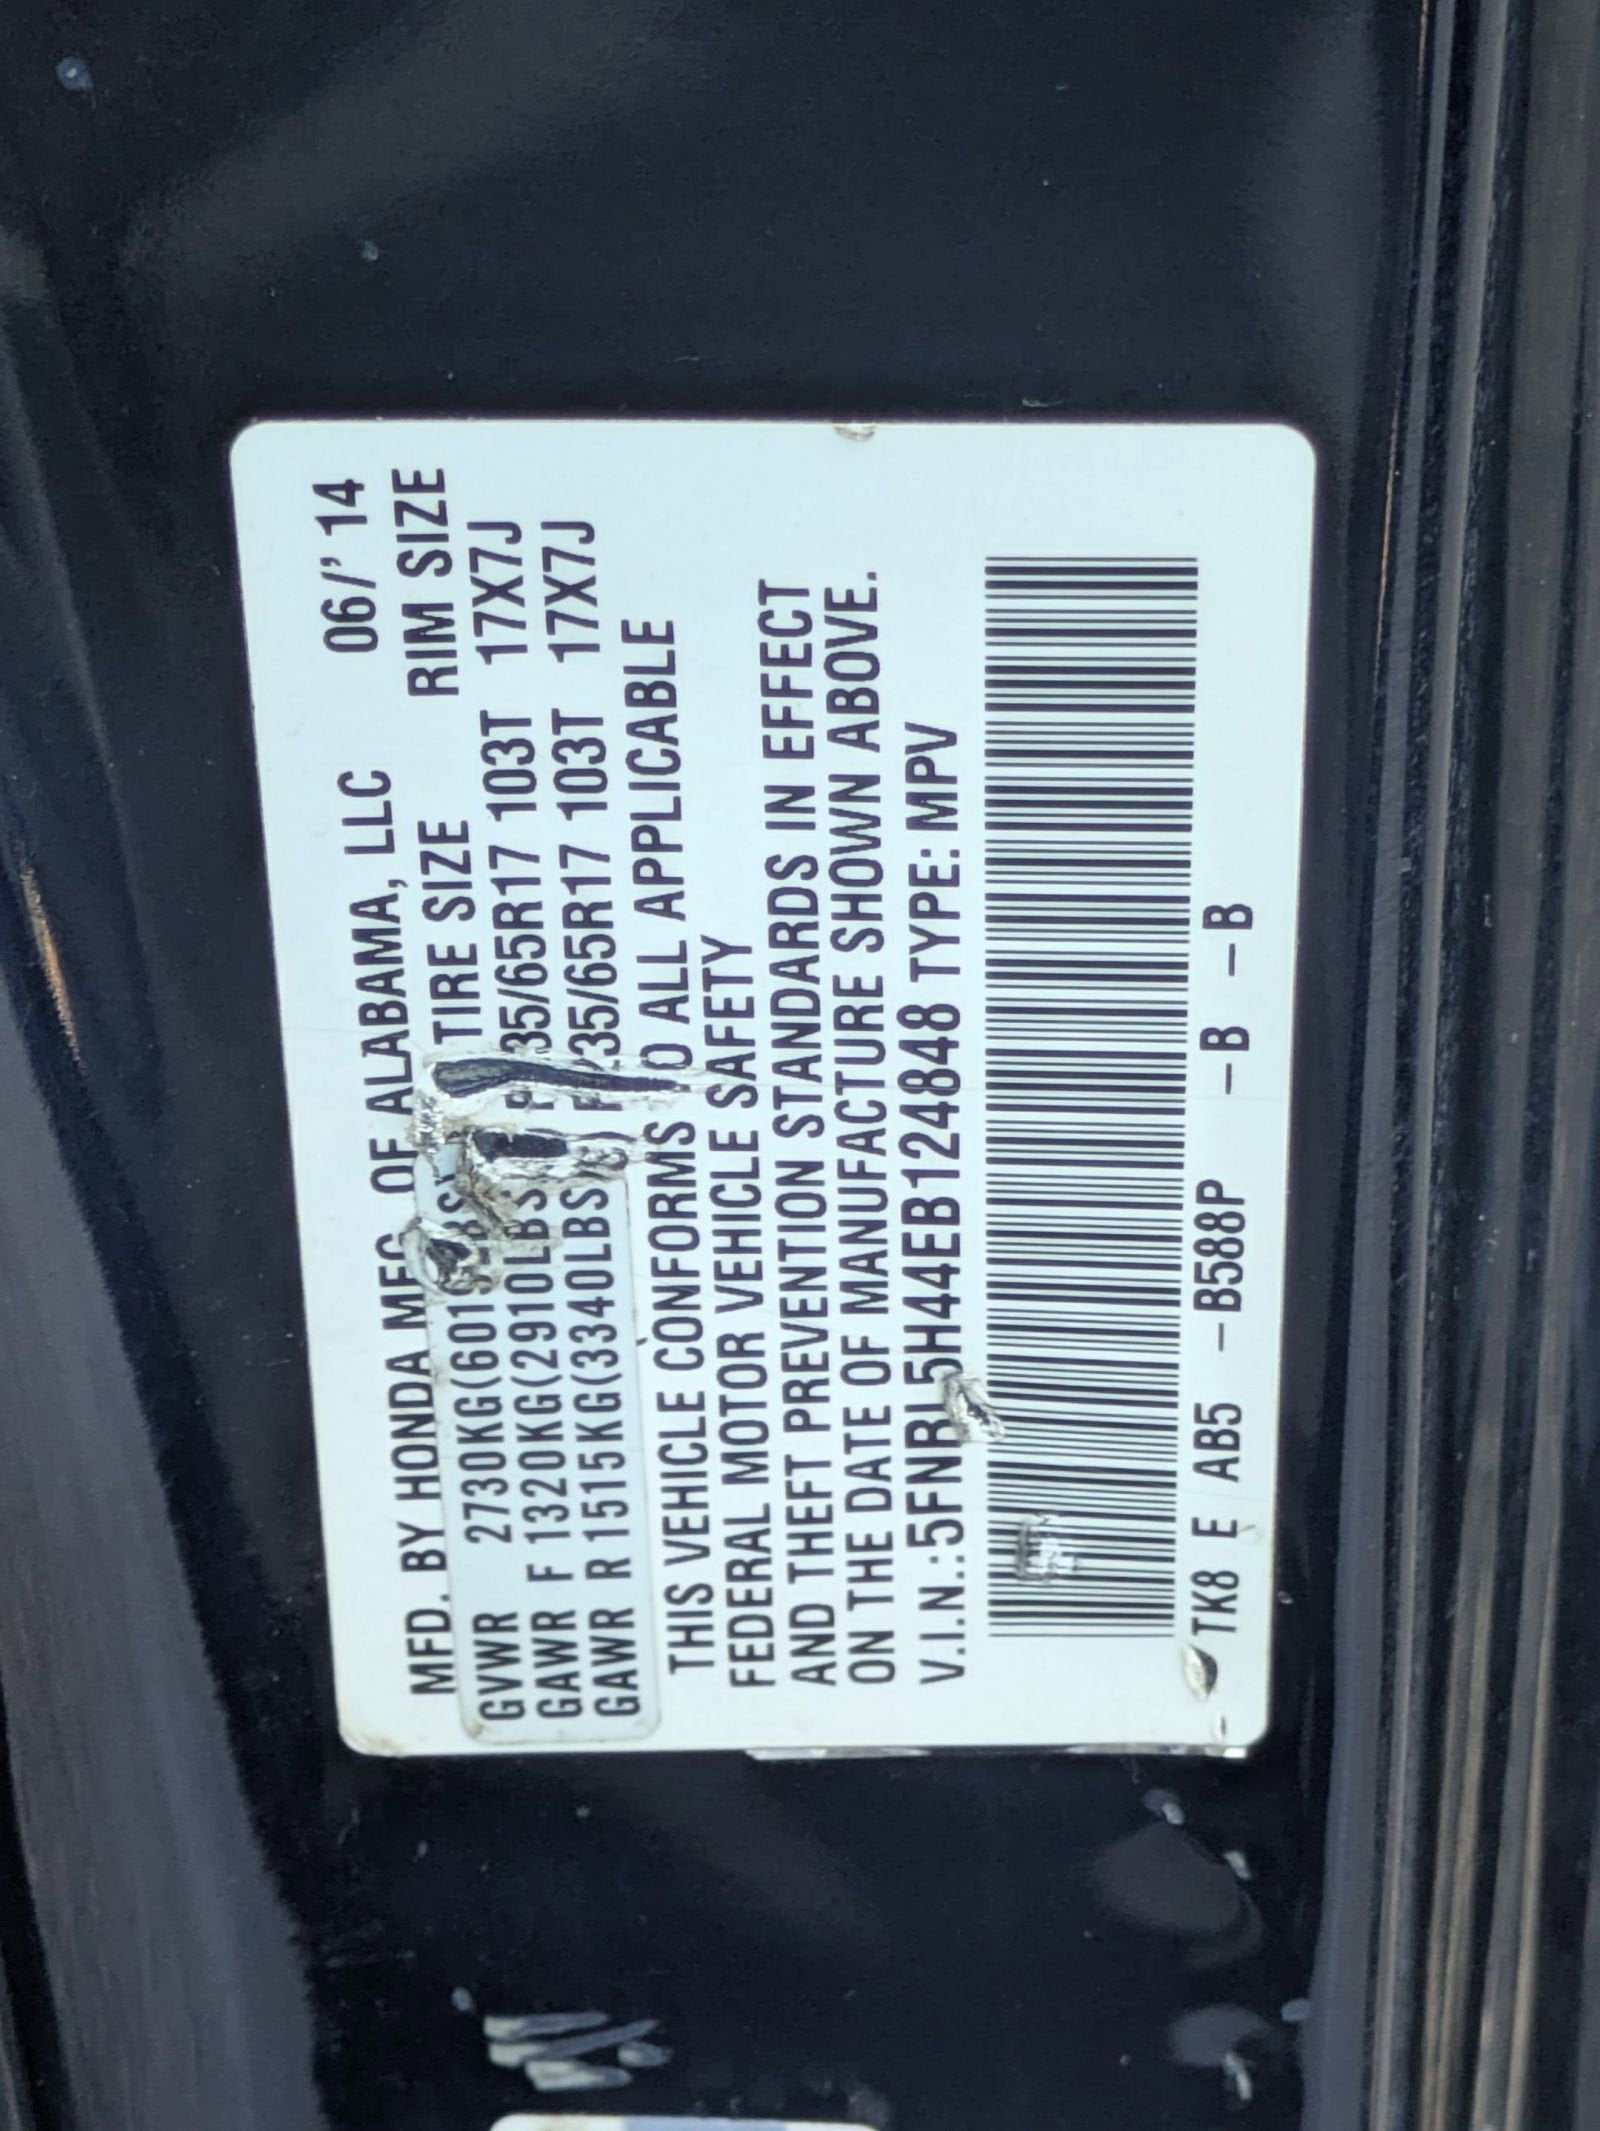 MFD. BY HONDA MFG OF ALABAMA, LLC 06/'14
TIRE SIZE RIM SIZE
GVWR 2730KG(601 LBS 35/65R17 103T 17X7J
GAWR F 1320KG(2910LBS 35/65R17 103T 17X7J
GAWR R 1515KG(3340LBS
THIS VEHICLE CONFORMS TO ALL APPLICABLE
FEDERAL MOTOR VEHICLE SAFETY
AND THEFT PREVENTION STANDARDS IN EFFECT
ON THE DATE OF MANUFACTURE SHOWN ABOVE.
V.I.N.:5FNRL5H44EB124848 TYPE: MPV
TK8 E AB5 -B588P -B -B